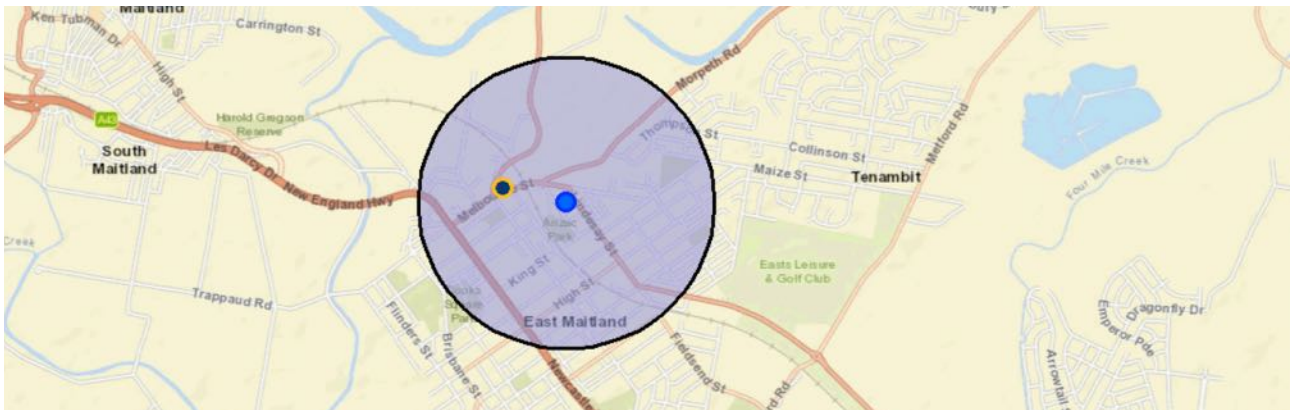 Maitland
Ken Tubman Dr
Carrington St
High St
Morpeth Rd
A43
Harold Gregson
Reserve
Thompson St
Metford Rd
South
Maitland
Les Darcy Dr
Collinson St
Maize St
Tenambit
Four Mile Creek
New England Hwy
Lindesay St
Park
Creek
King St
Easts Leisure
& Golf Club
Trappaud Rd
High St
Park
East Maitland
Flinders St
Brisbane St
Newcastle
Fieldsend St
Dragonfly Dr
Emperor Pde
Arrowtail